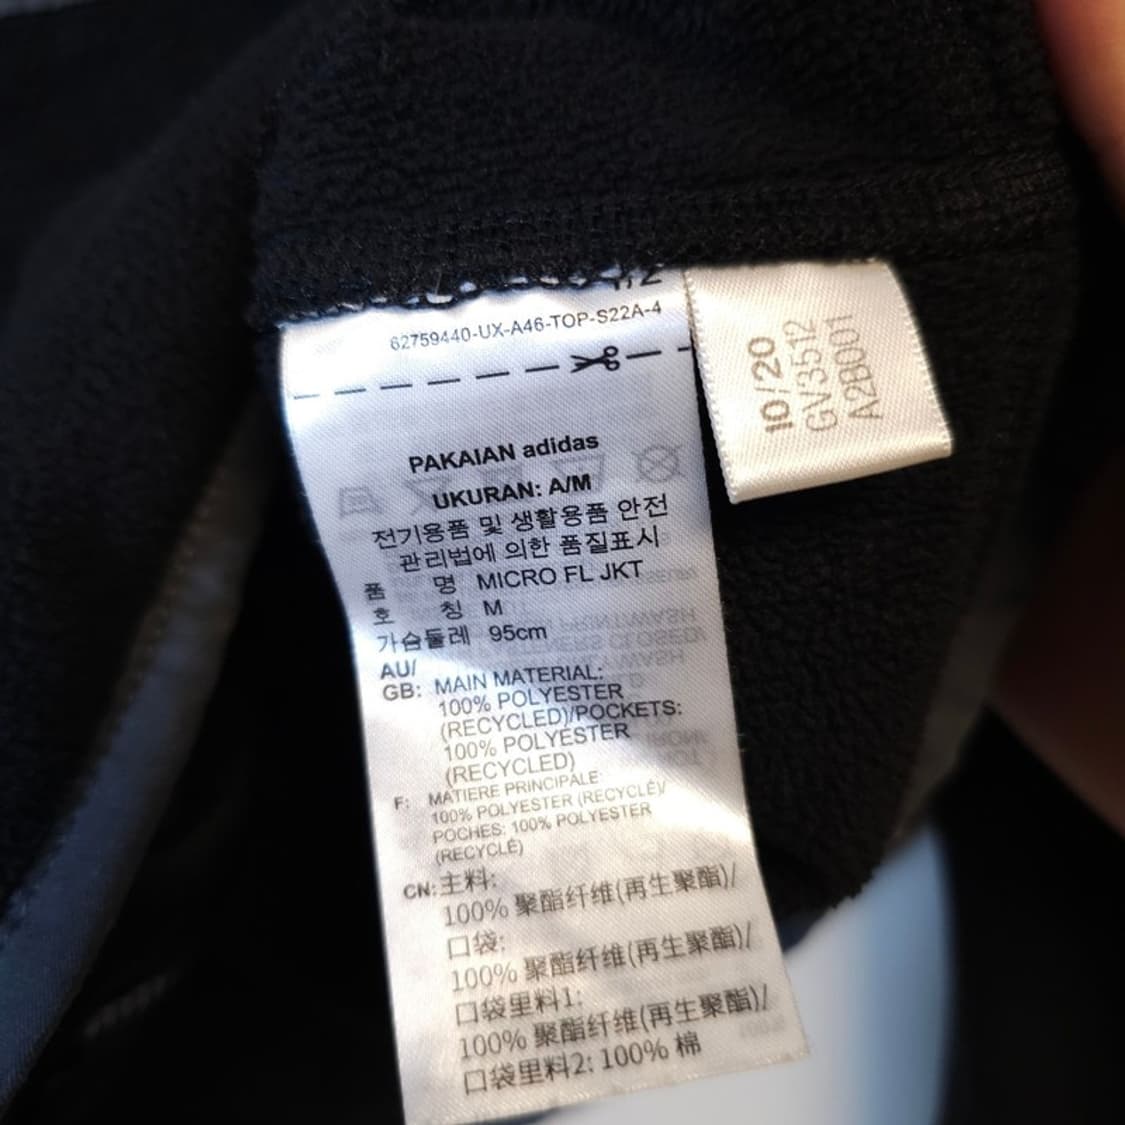 62759440-UX-A46-TOP-S22A-4
PAKAIAN adidas
UKURAN: A/M
전기용품 및 생활용품 안전
관리법에 의한 품질표시
품 명 MICRO FL JKT
호 칭 M
가슴둘레 95cm
AU/
GB: MAIN MATERIAL:
100% POLYESTER
(RECYCLED)/POCKETS:
100% POLYESTER
(RECYCLED)
F: MATIERE PRINCIPALE:
100% POLYESTER (RECYCLÉ)/
POCHES: 100% POLYESTER
(RECYCLÉ)
CN: 主料:
100% 聚酯纤维(再生聚酯)/
口袋:
100% 聚酯纤维(再生聚酯)/
口袋里料1:
100% 聚酯纤维(再生聚酯)/
口袋里料2: 100% 棉
10/20
GV3512
A2B001